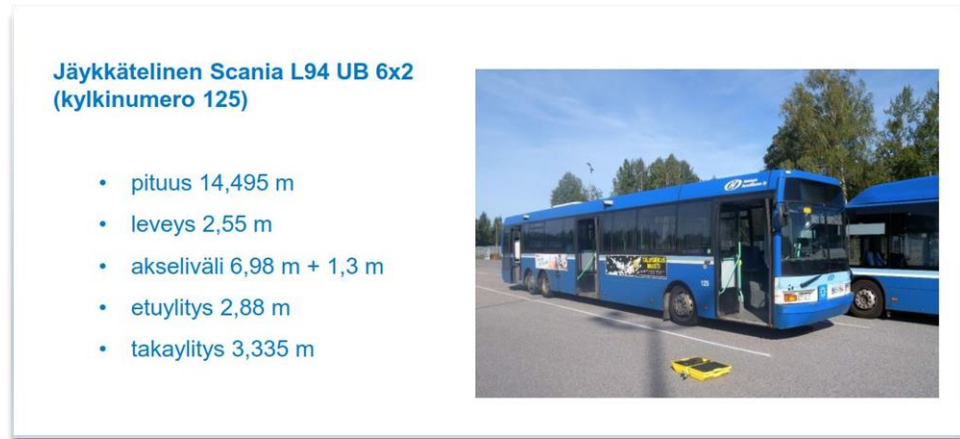 Jäykkätelinen Scania L94 UB 6x2
(kylkinumero 125)
• pituus 14,495 m
• leveys 2,55 m
• akseliväli 6,98 m + 1,3 m
• etuylitys 2,88 m
• takaylitys 3,335 m
125